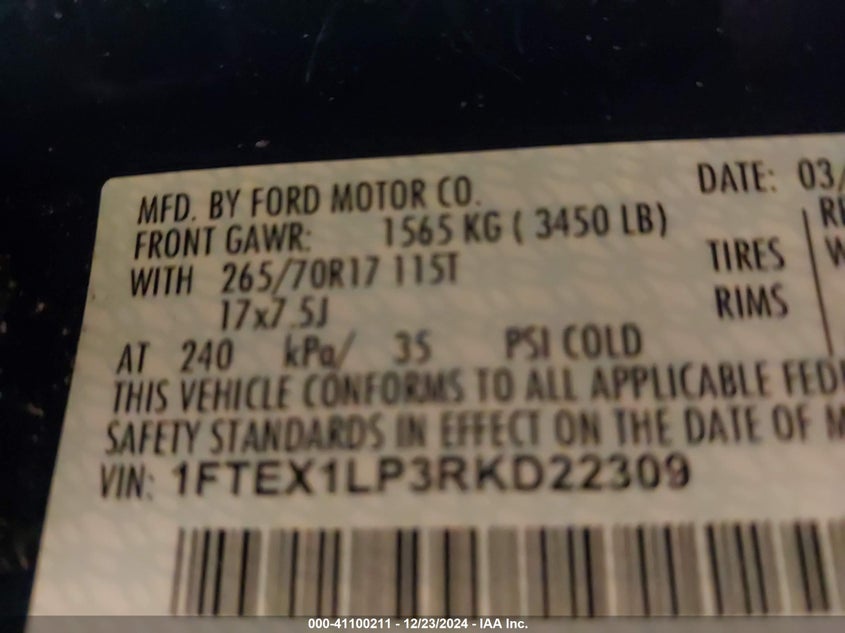 MFD. BY FORD MOTOR CO. DATE: 03/
FRONT GAWR: 1565 KG ( 3450 LB)
WITH 265/70R17 115T TIRES
17x7.5J RIMS
AT 240 kPa/ 35 PSI COLD
THIS VEHICLE CONFORMS TO ALL APPLICABLE FEDE
SAFETY STANDARDS IN EFFECT ON THE DATE OF M
VIN: 1FTEX1LP3RKD22309
000-41100211 - 12/23/2024 - IAA Inc.